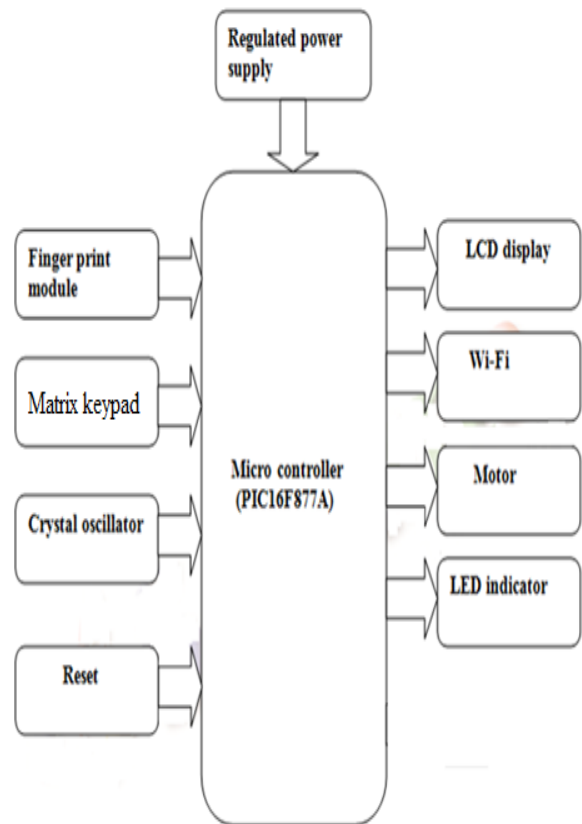 Regulated power
supply
Finger print
module
Matrix keypad
Crystal oscillator
Reset
Micro controller
(PIC16F877A)
LCD display
Wi-Fi
Motor
LED indicator